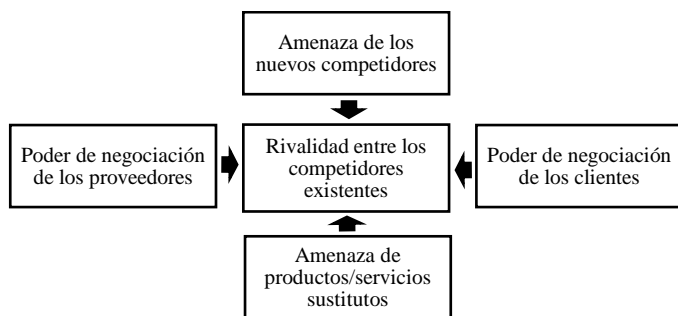 Amenaza de los
nuevos competidores
Poder de negociación
de los proveedores
Rivalidad entre los
competidores
existentes
Poder de negociación
de los clientes
Amenaza de
productos/servicios
sustitutos